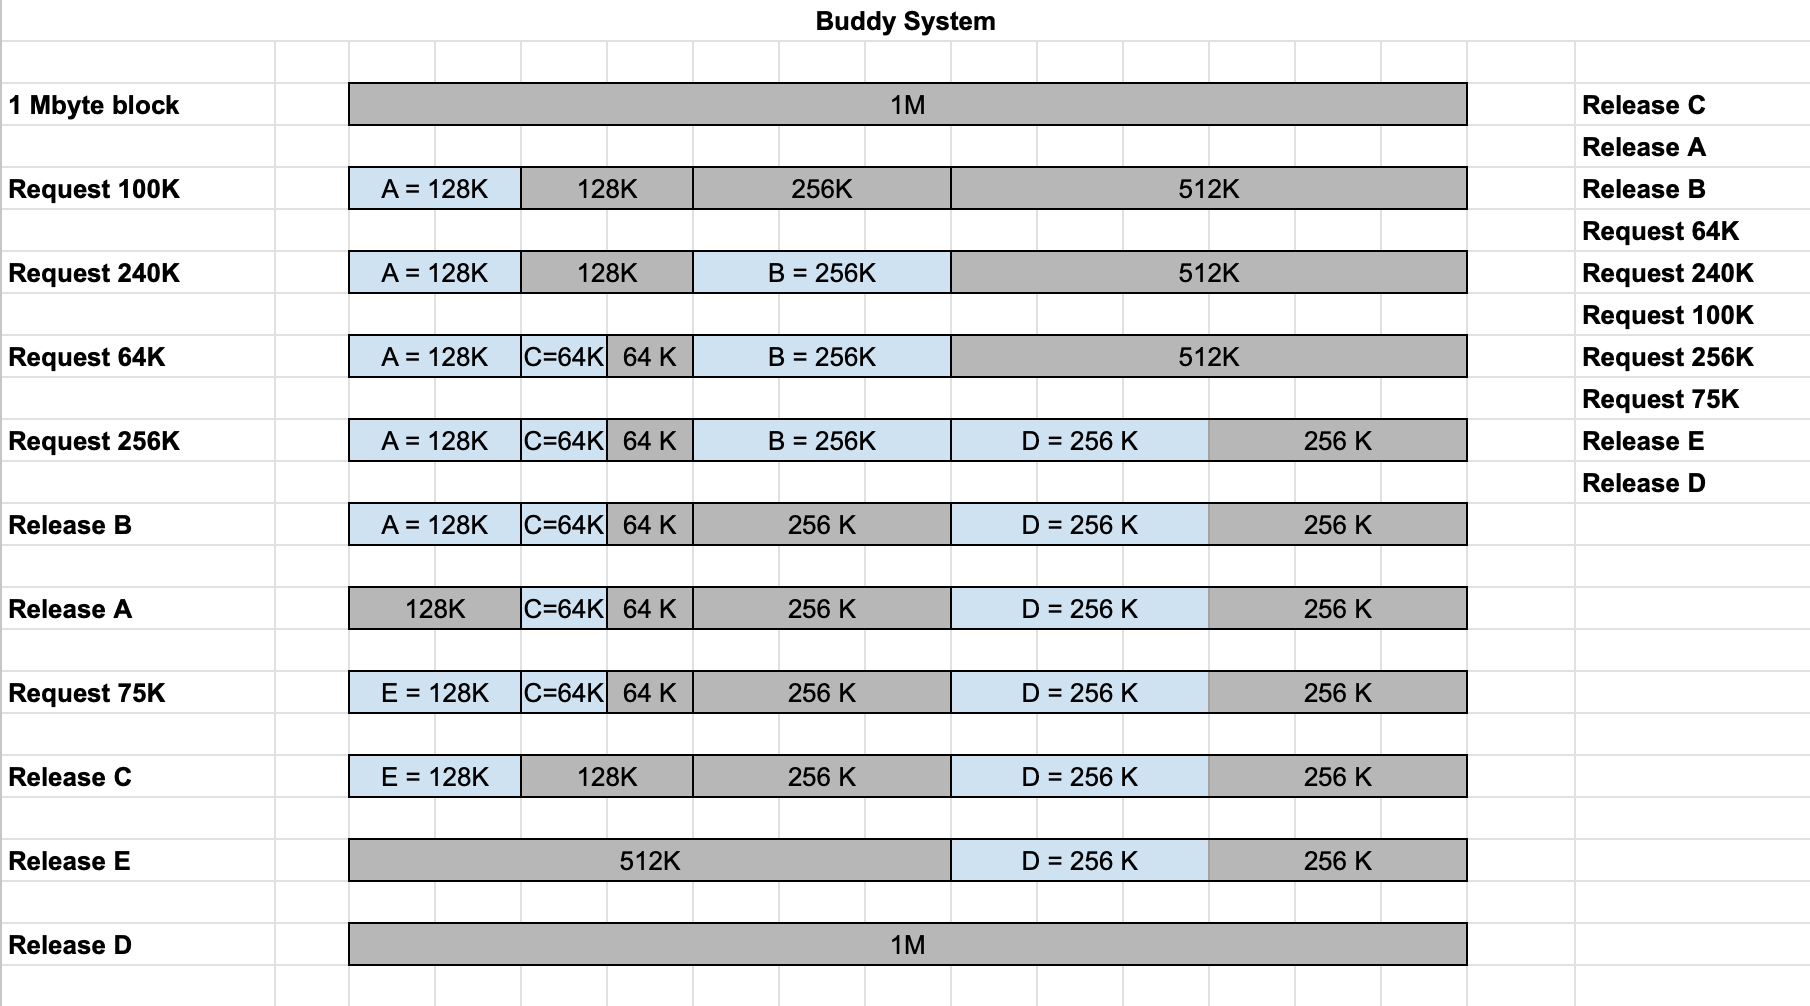 Buddy System
1 Mbyte block 1M Release C
Release A
Request 100K A = 128K 128K 256K 512K Release B
Request 64K
Request 240K A = 128K 128K B = 256K 512K Request 240K
Request 100K
Request 64K A = 128K C=64K 64 K B = 256K 512K Request 256K
Request 75K
Request 256K A = 128K C=64K 64 K B = 256K D = 256 K 256 K Release E
Release D
Release B A = 128K C=64K 64 K 256 K D = 256 K 256 K
Release A 128K C=64K 64 K 256 K D = 256 K 256 K
Request 75K E = 128K C=64K 64 K 256 K D = 256 K 256 K
Release C E = 128K 128K 256 K D = 256 K 256 K
Release E 512K D = 256 K 256 K
Release D 1M